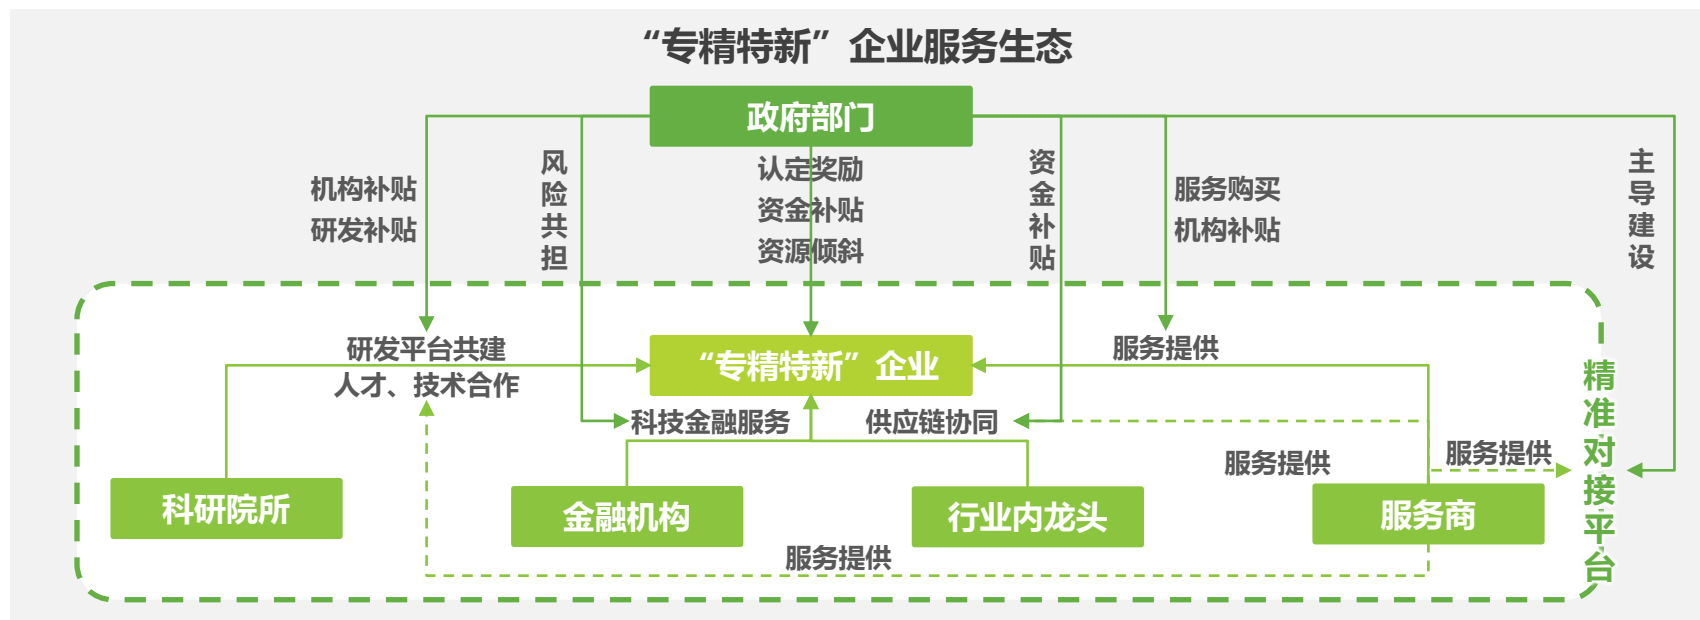 “专精特新”企业服务生态
政府部门
机构补贴
研发补贴
风险共担
认定奖励
资金补贴
资源倾斜
资金补贴
服务购买
机构补贴
主导建设
研发平台共建
人才、技术合作
“专精特新”企业
服务提供
科技金融服务
供应链协同
服务提供
服务提供
精准对接平台
科研院所
金融机构
行业内龙头
服务商
服务提供